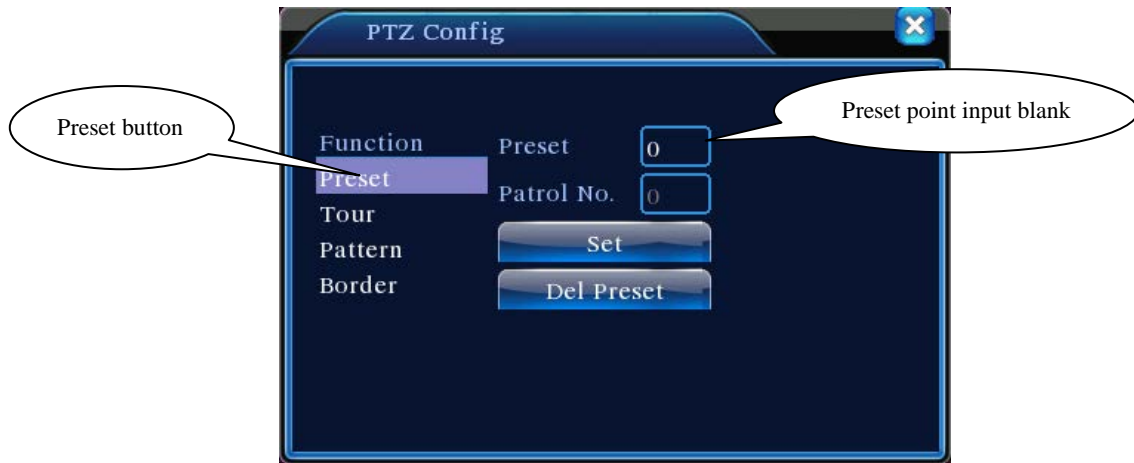 PTZ Config
Preset button
Preset point input blank
Function
Preset
Tour
Pattern
Border
Preset 0
Patrol No. 0
Set
Del Preset